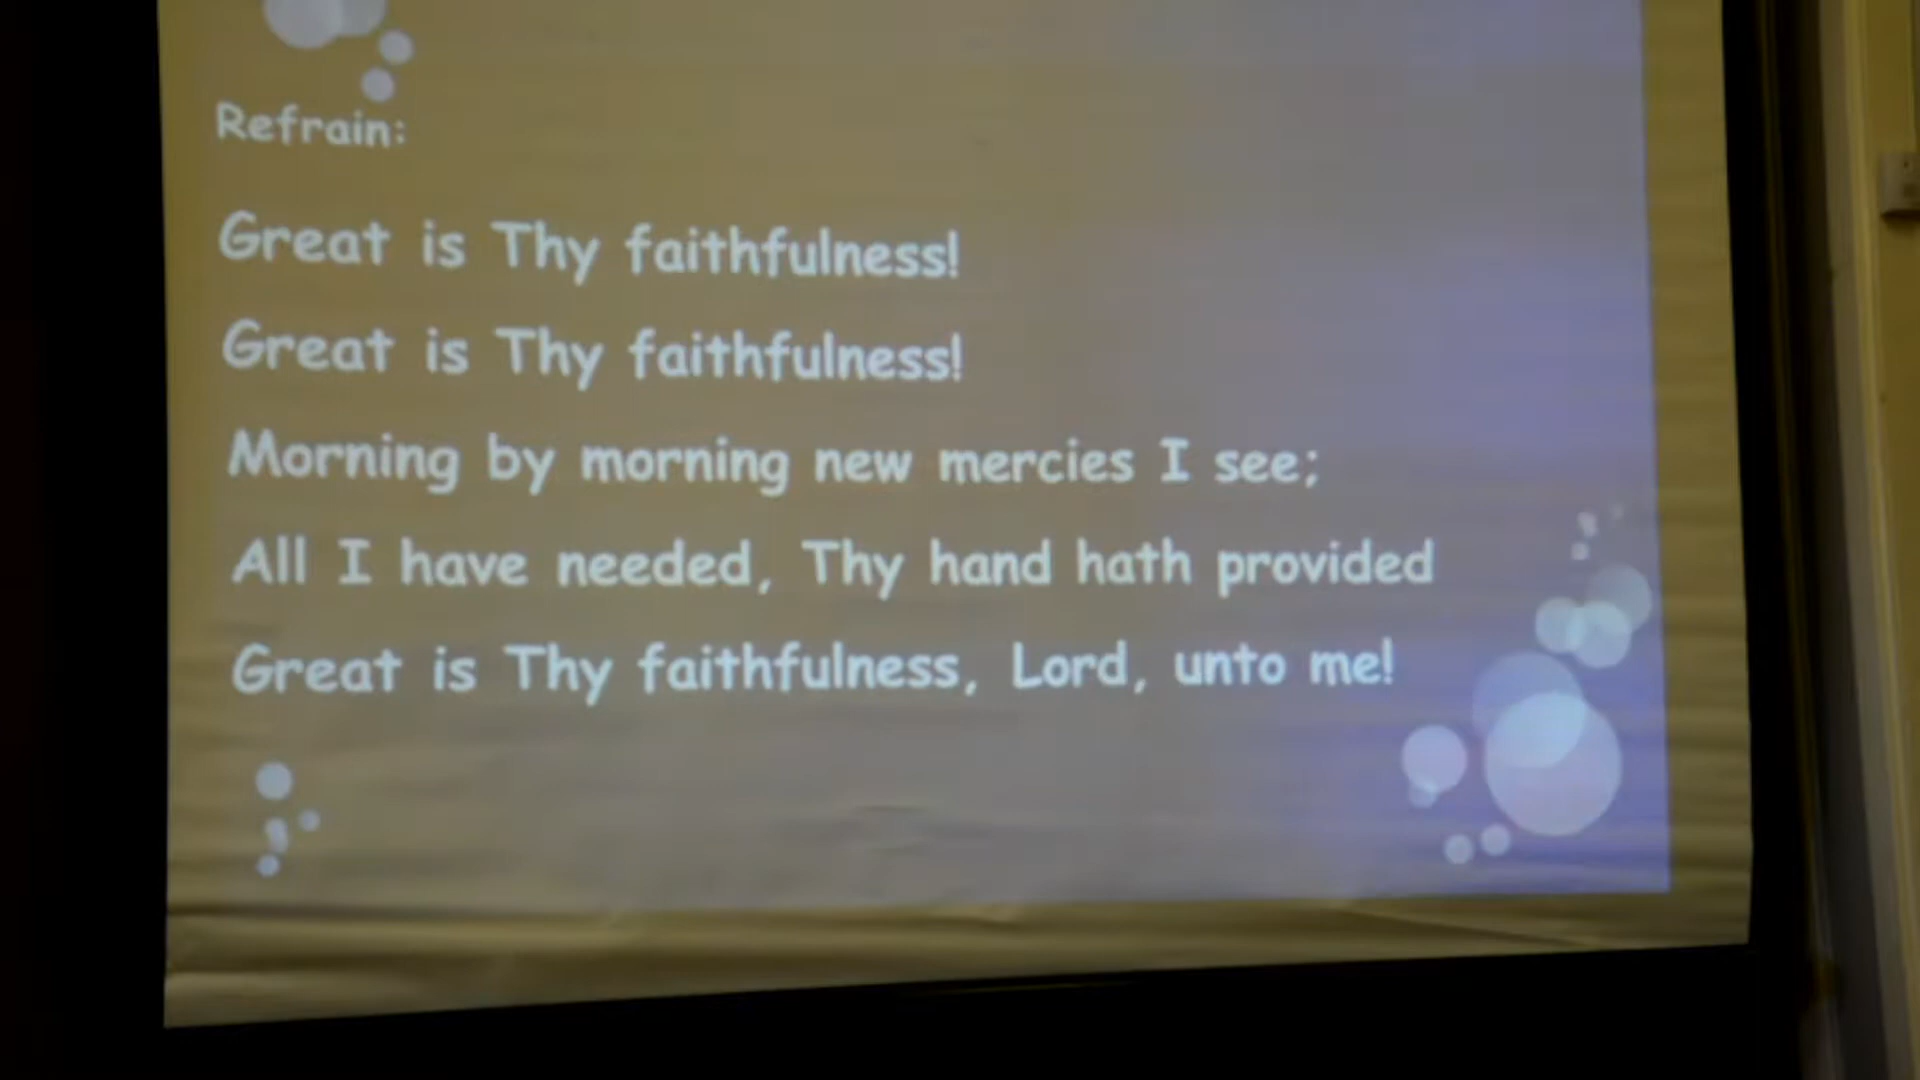 Refrain:
Great is Thy faithfulness!
Great is Thy faithfulness!
Morning by morning new mercies I see;
All I have needed, Thy hand hath provided
Great is Thy faithfulness, Lord, unto me!